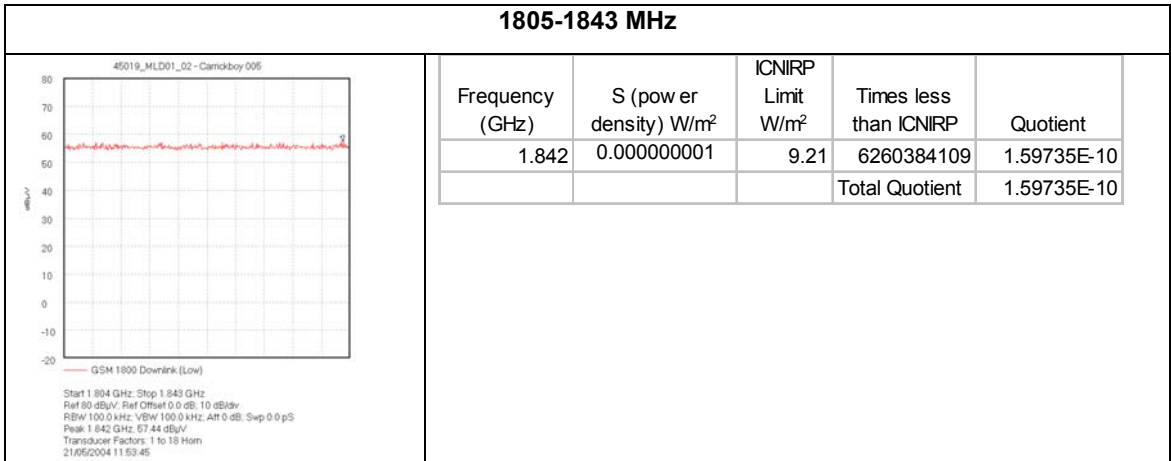 1805-1843 MHz
45019_MLD01_02 - Carrickboy 005
80
70
60
50
40
30
20
10
0
-10
-20
dBµV
GSM 1800 Downlink (Low)
Start 1.804 GHz; Stop 1.843 GHz
Ref 80 dBµV; Ref Offset 0.0 dB; 10 dB/div
RBW 100.0 kHz; VBW 100.0 kHz; Att 0 dB; Swp 0.0 pS
Peak 1.842 GHz, 57.44 dBµV
Transducer Factors: 1 to 18 Horn
21/05/2004 11:53:45
Frequency (GHz) S (pow er density) W/m² ICNIRP Limit W/m² Times less than ICNIRP Quotient
1.842 0.000000001 9.21 6260384109 1.59735E-10
Total Quotient 1.59735E-10